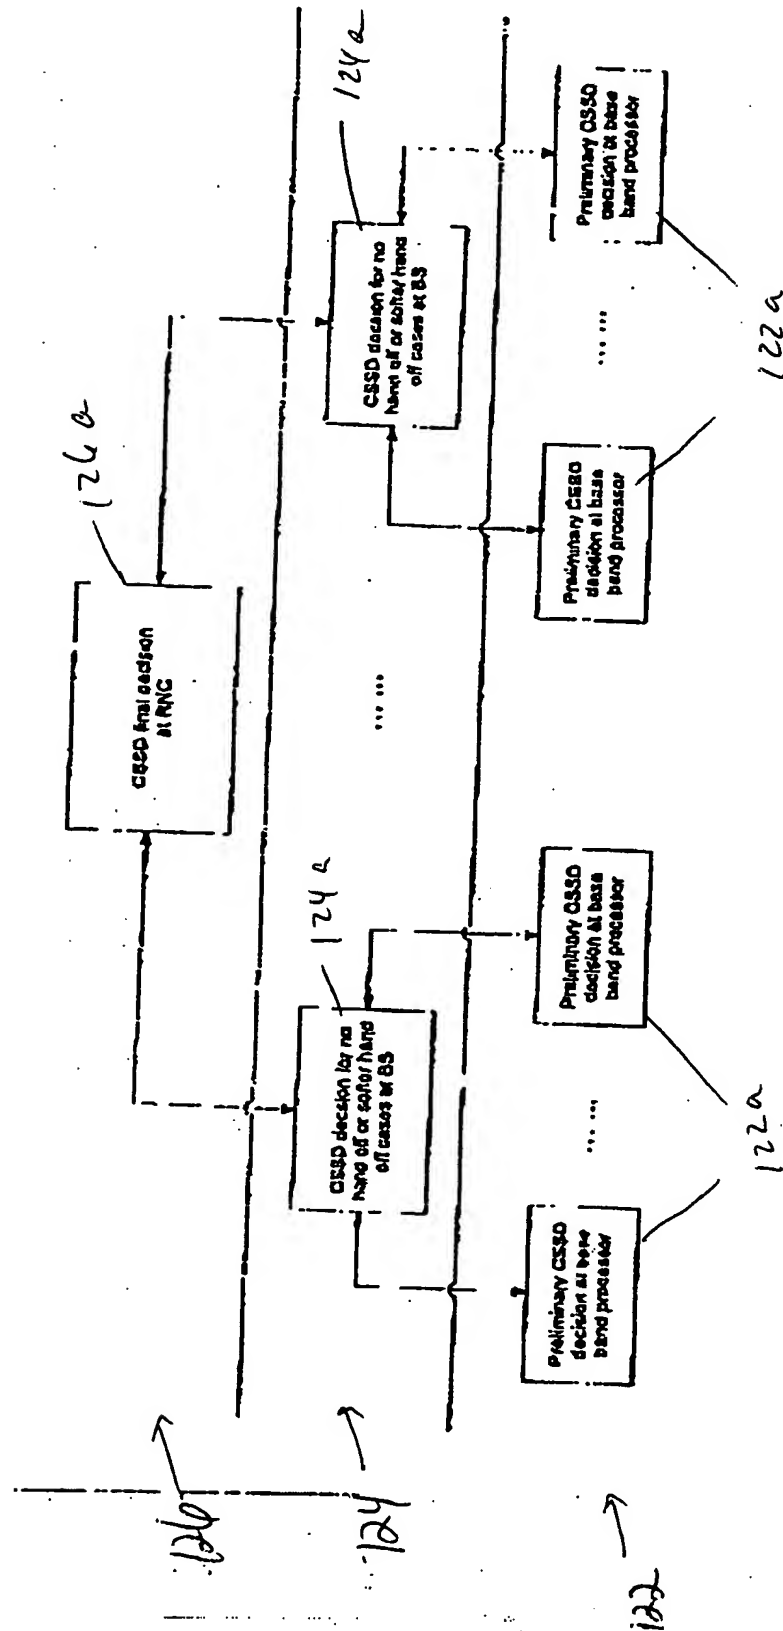 126
126a
CSSD final decision
at RNC
124
124a
CSSD decision for no
hand off or softer hand
off cases at BS
124a
CSSD decision for no
hand off or softer hand
off cases at BS
......
122
Preliminary CSSD
decision at base
band processor
......
Preliminary CSSD
decision at base
band processor
122a
Preliminary CSSD
decision at base
band processor
......
Preliminary CSSD
decision at base
band processor
122a